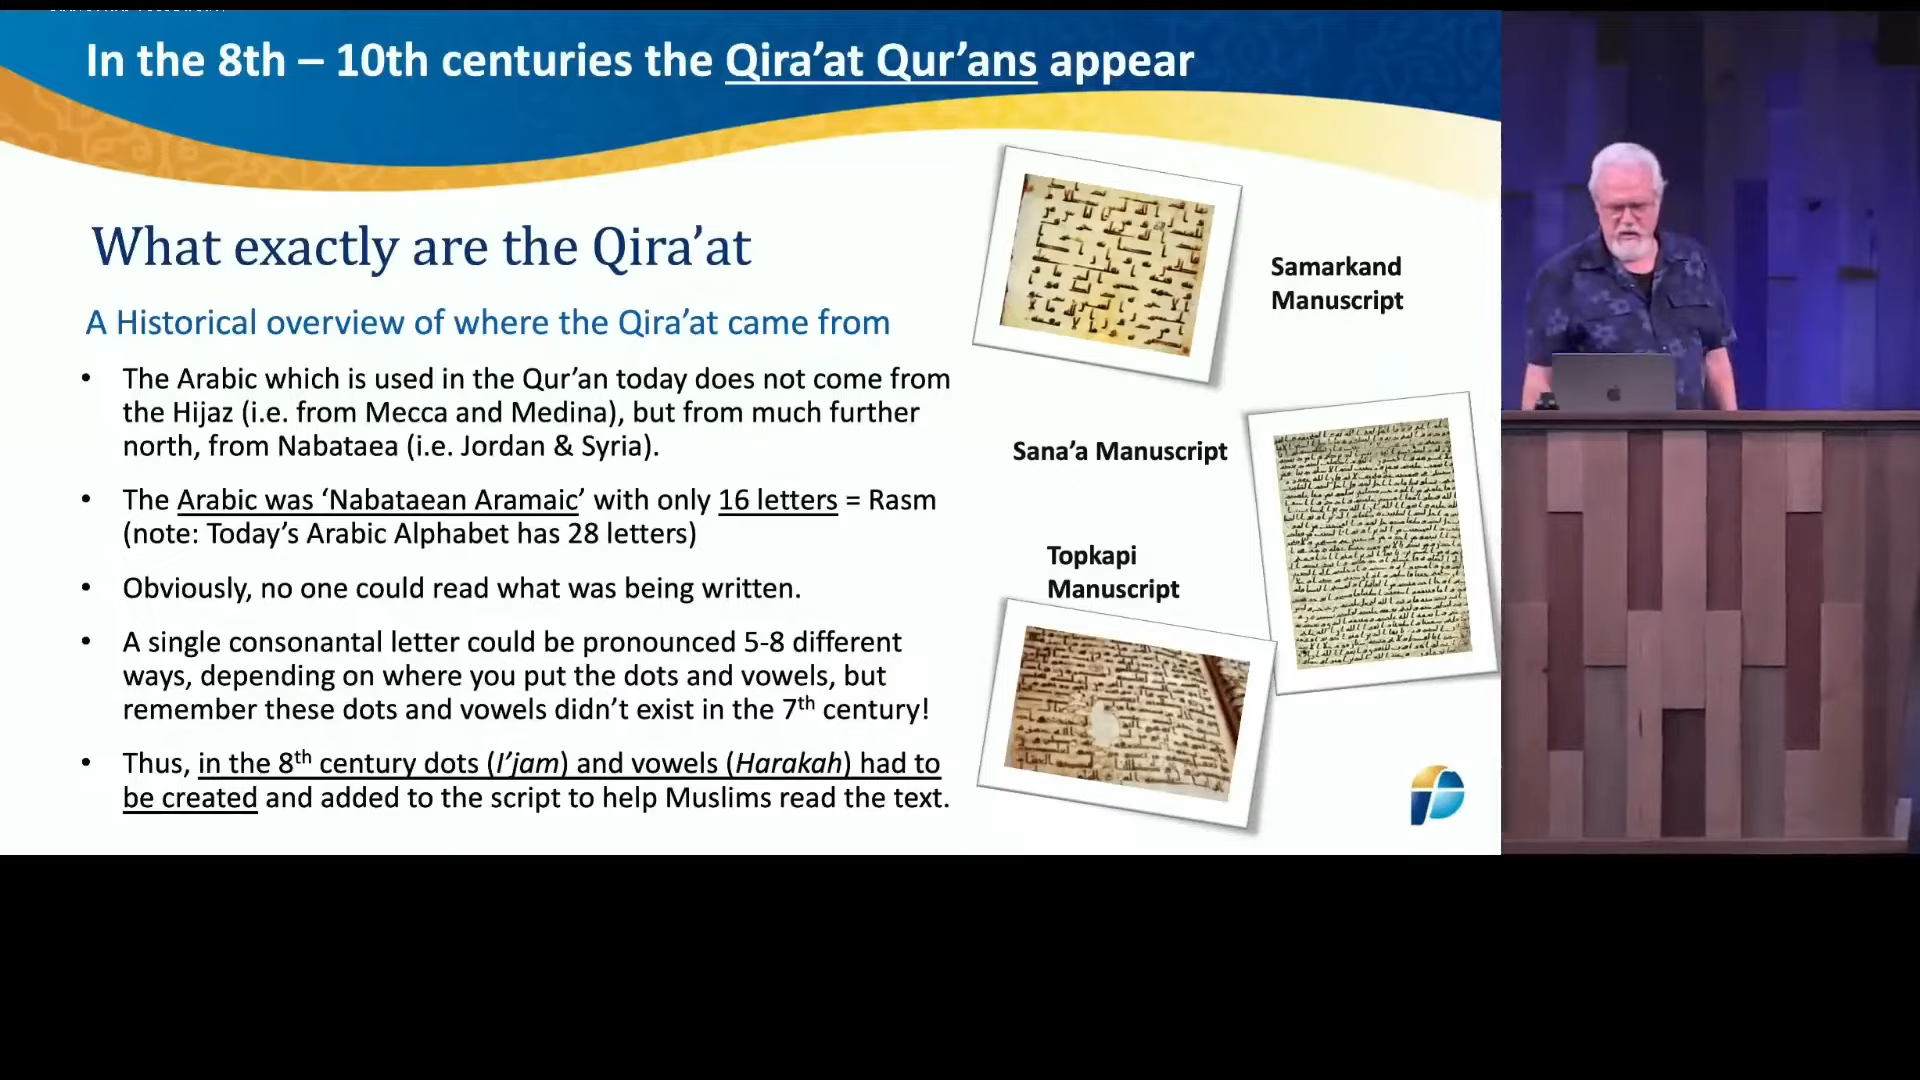 In the 8th – 10th centuries the Qira’at Qur’ans appear
What exactly are the Qira’at
A Historical overview of where the Qira’at came from
• The Arabic which is used in the Qur’an today does not come from
the Hijaz (i.e. from Mecca and Medina), but from much further
north, from Nabataea (i.e. Jordan & Syria).
• The Arabic was ‘Nabataean Aramaic’ with only 16 letters = Rasm
(note: Today’s Arabic Alphabet has 28 letters)
• Obviously, no one could read what was being written.
• A single consonantal letter could be pronounced 5-8 different
ways, depending on where you put the dots and vowels, but
remember these dots and vowels didn’t exist in the 7th century!
• Thus, in the 8th century dots (I’jam) and vowels (Harakah) had to
be created and added to the script to help Muslims read the text.
Samarkand
Manuscript
Sana’a Manuscript
Topkapi
Manuscript